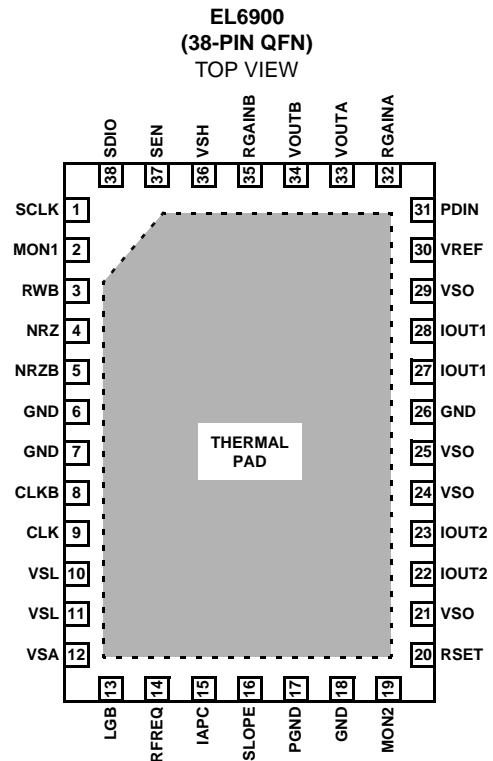 EL6900
(38-PIN QFN)
TOP VIEW
SDIO
SEN
VSH
RGAINB
VOUTB
VOUTA
RGAINA
38
37
36
35
34
33
32
SCLK 1
MON1 2
RWB 3
NRZ 4
NRZB 5
GND 6
GND 7
CLKB 8
CLK 9
VSL 10
VSL 11
VSA 12
THERMAL
PAD
31 PDIN
30 VREF
29 VSO
28 IOUT1
27 IOUT1
26 GND
25 VSO
24 VSO
23 IOUT2
22 IOUT2
21 VSO
20 RSET
13
14
15
16
17
18
19
LGB
RFREQ
IAPC
SLOPE
PGND
GND
MON2